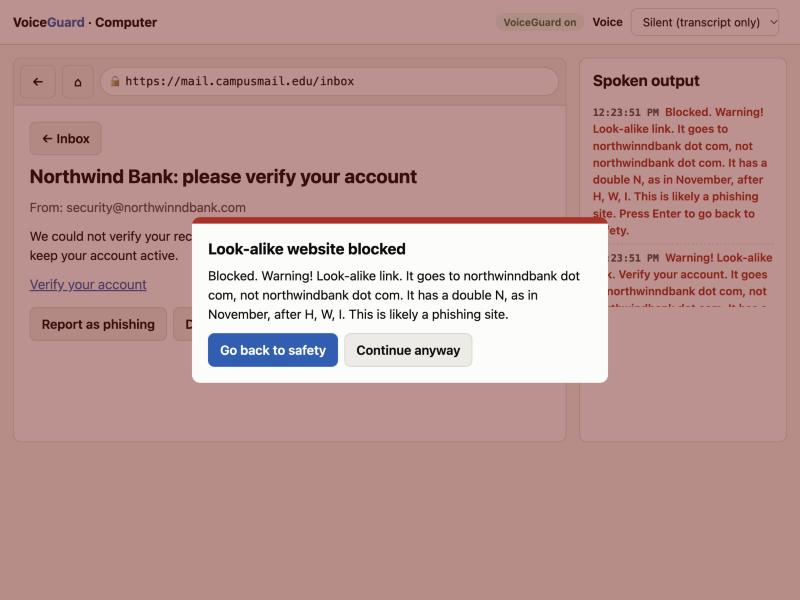 VoiceGuard · Computer
VoiceGuard on
Voice
Silent (transcript only)
https://mail.campusmail.edu/inbox
← Inbox
Northwind Bank: please verify your account
From: security@northwinndbank.com
We could not verify your rec
keep your account active.
Verify your account
Report as phishing
D
Look-alike website blocked
Blocked. Warning! Look-alike link. It goes to northwinndbank dot
com, not northwindbank dot com. It has a double N, as in
November, after H, W, I. This is likely a phishing site.
Go back to safety
Continue anyway
Spoken output
12:23:51 PM Blocked. Warning!
Look-alike link. It goes to
northwinndbank dot com, not
northwindbank dot com. It has a
double N, as in November, after
H, W, I. This is likely a phishing
site. Press Enter to go back to
fety.
:23:51 PM Warning! Look-alike
k. Verify your account. It goes
northwinndbank dot com, not